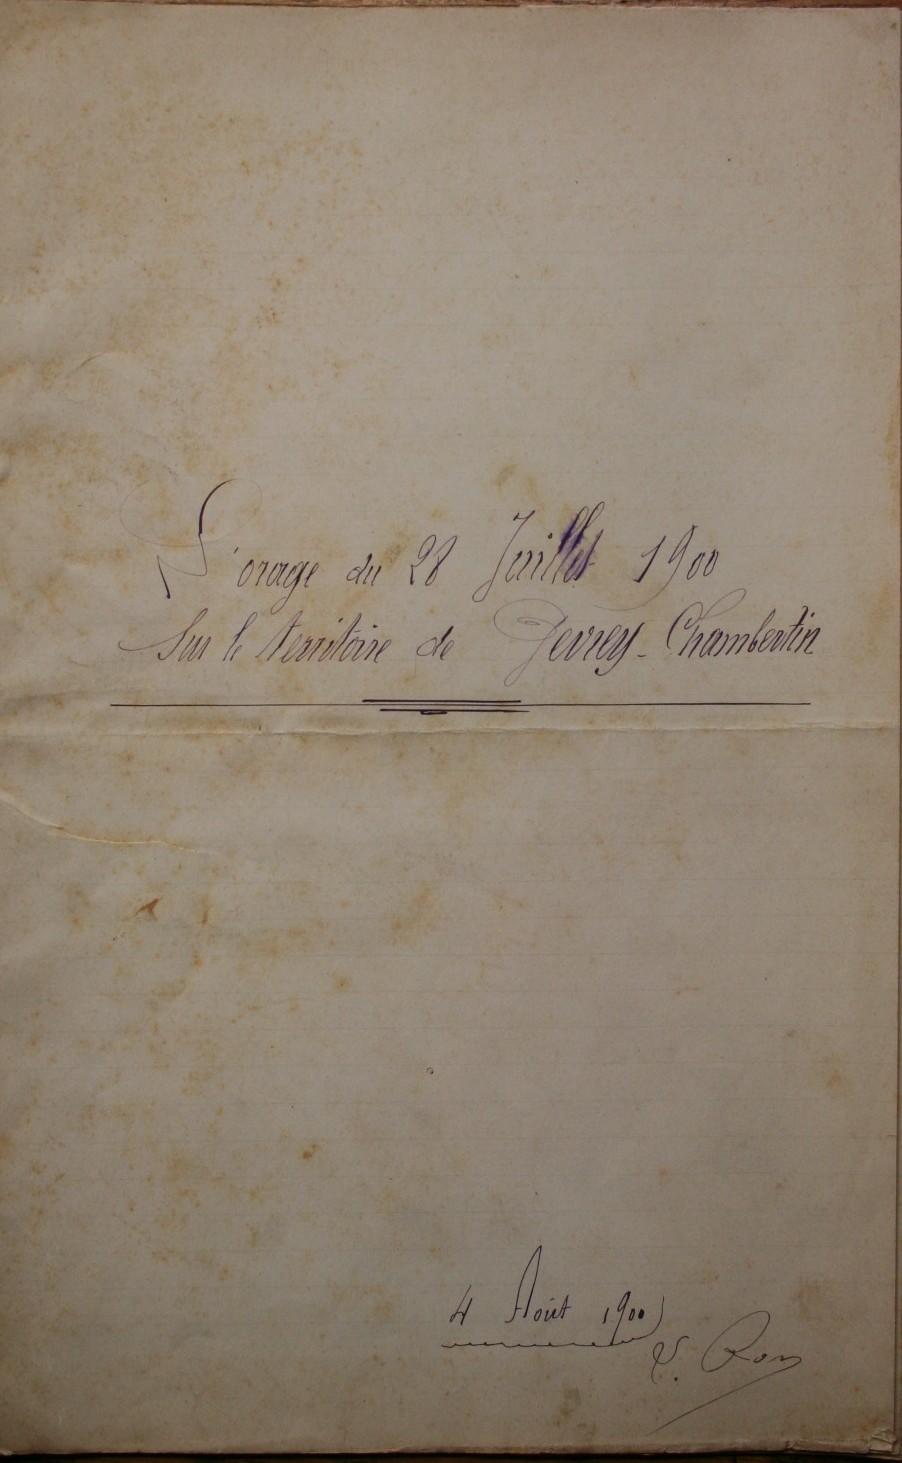 L'orage du 28 Juillet 1900
Sur le territoire de Gevrey-Chambertin
4 Août 1900